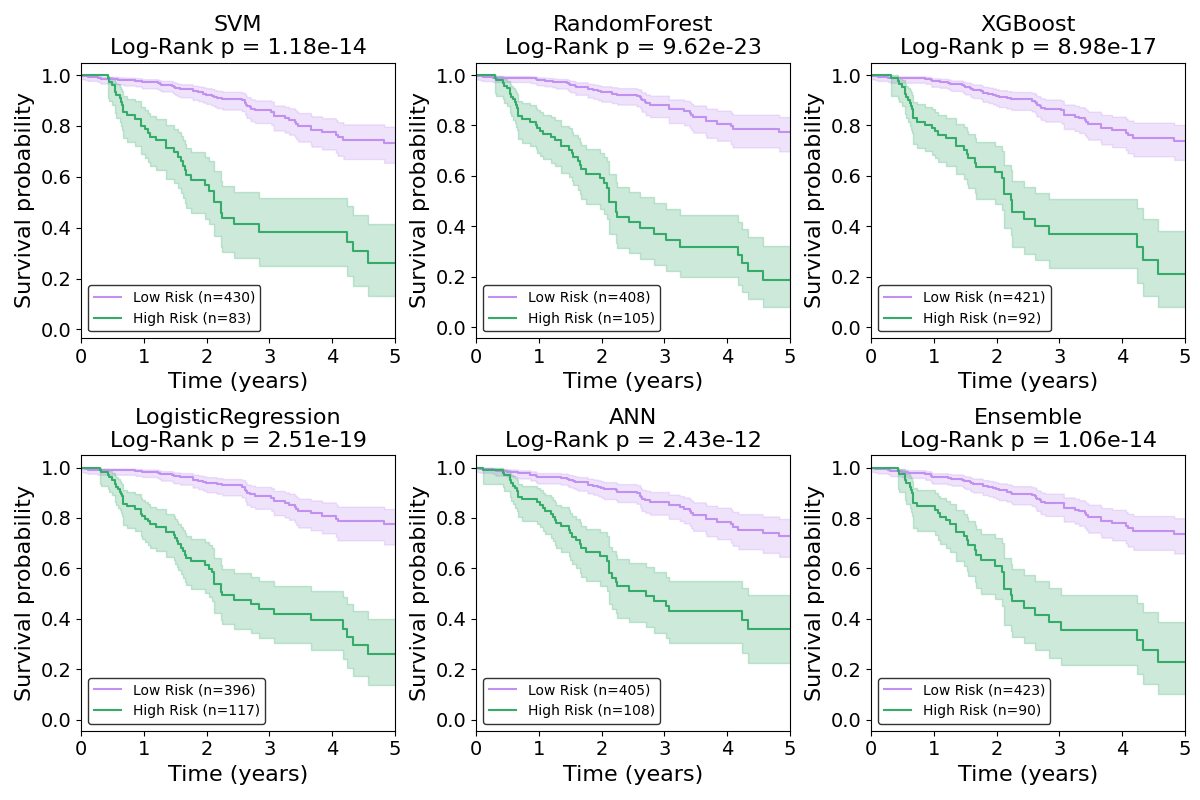 SVM
Log-Rank p = 1.18e-14
Survival probability
1.0
0.8
0.6
0.4
0.2
0.0
Low Risk (n=430)
High Risk (n=83)
0 1 2 3 4 5
Time (years)
RandomForest
Log-Rank p = 9.62e-23
Survival probability
1.0
0.8
0.6
0.4
0.2
0.0
Low Risk (n=408)
High Risk (n=105)
0 1 2 3 4 5
Time (years)
XGBoost
Log-Rank p = 8.98e-17
Survival probability
1.0
0.8
0.6
0.4
0.2
0.0
Low Risk (n=421)
High Risk (n=92)
0 1 2 3 4 5
Time (years)
LogisticRegression
Log-Rank p = 2.51e-19
Survival probability
1.0
0.8
0.6
0.4
0.2
0.0
Low Risk (n=396)
High Risk (n=117)
0 1 2 3 4 5
Time (years)
ANN
Log-Rank p = 2.43e-12
Survival probability
1.0
0.8
0.6
0.4
0.2
0.0
Low Risk (n=405)
High Risk (n=108)
0 1 2 3 4 5
Time (years)
Ensemble
Log-Rank p = 1.06e-14
Survival probability
1.0
0.8
0.6
0.4
0.2
0.0
Low Risk (n=423)
High Risk (n=90)
0 1 2 3 4 5
Time (years)